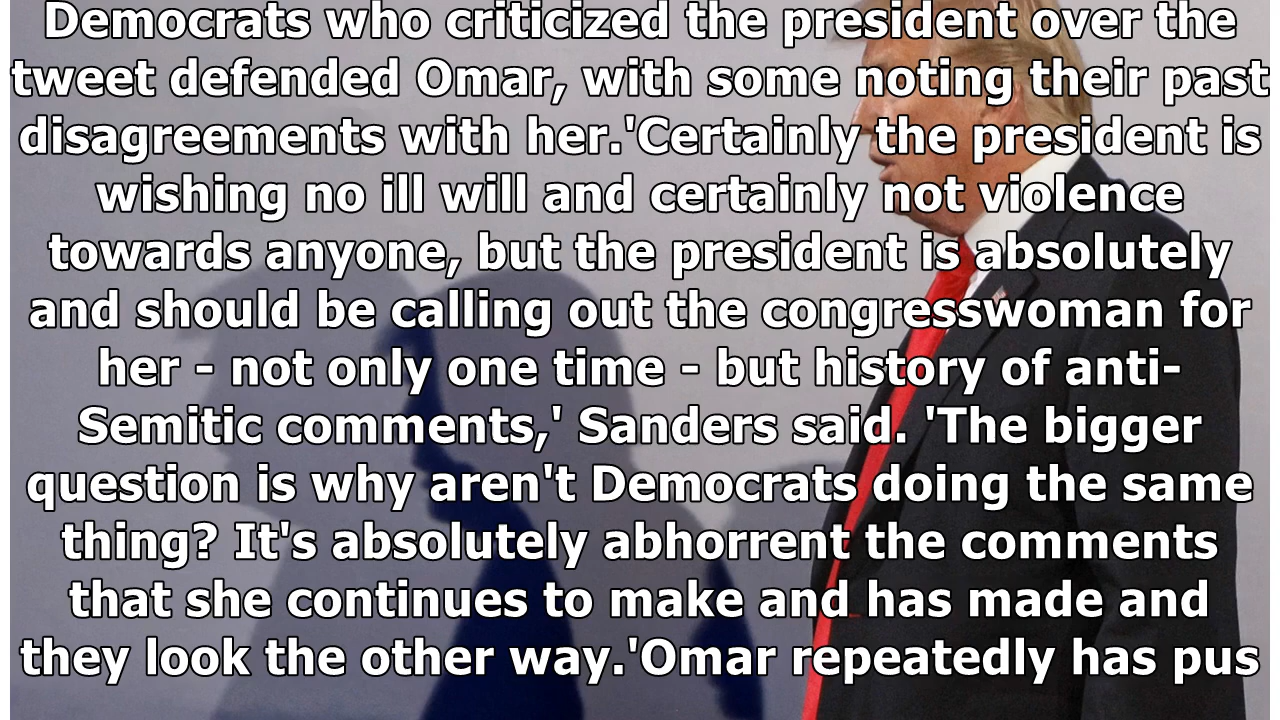 Democrats who criticized the president over the
tweet defended Omar, with some noting their past
disagreements with her.'Certainly the president is
wishing no ill will and certainly not violence
towards anyone, but the president is absolutely
and should be calling out the congresswoman for
her - not only one time - but history of anti-
Semitic comments,' Sanders said. 'The bigger
question is why aren't Democrats doing the same
thing? It's absolutely abhorrent the comments
that she continues to make and has made and
they look the other way.'Omar repeatedly has pus